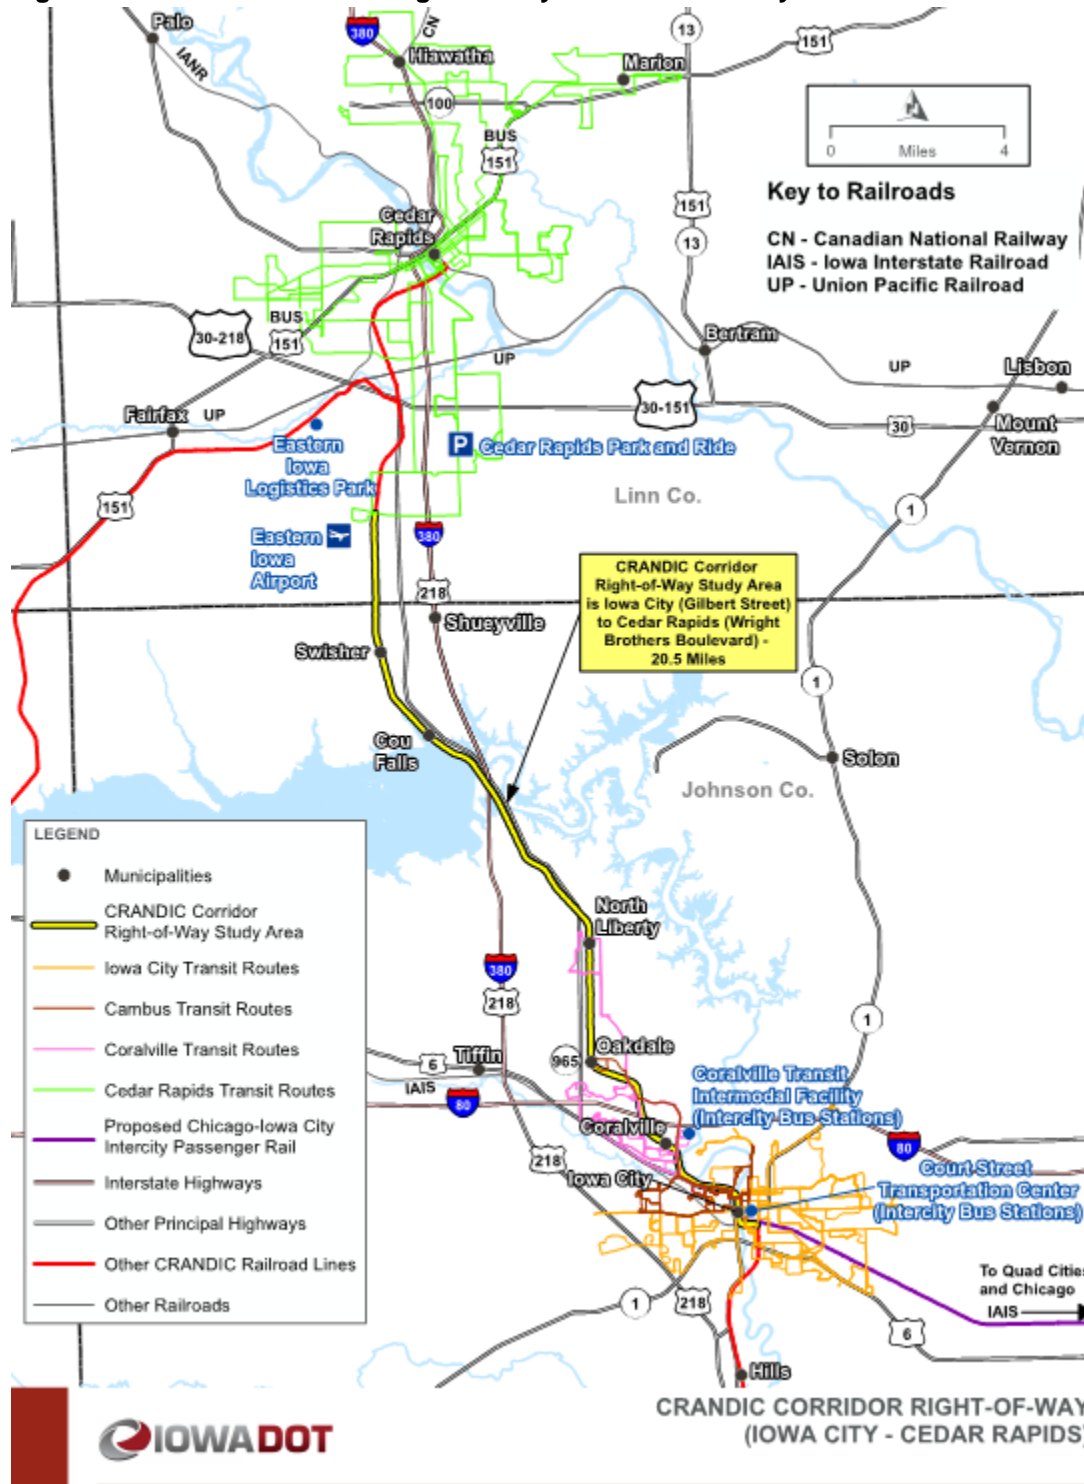 Palo
IANR
380
CN
Hiawatha
13
151
Marion
100
BUS
151
0 Miles 4
Key to Railroads
CN - Canadian National Railway
IAIS - Iowa Interstate Railroad
UP - Union Pacific Railroad
151
13
Cedar
Rapids
BUS
151
30-218
UP
Bertram
UP
Lisbon
30-151
30
Mount
Vernon
Fairfax
UP
Eastern
Iowa
Logistics Park
P
Cedar Rapids Park and Ride
Linn Co.
151
1
Eastern
Iowa
Airport
380
218
Shueyville
CRANDIC Corridor
Right-of-Way Study Area
is Iowa City (Gilbert Street)
to Cedar Rapids (Wright
Brothers Boulevard) -
20.5 Miles
Swisher
1
Cou
Falls
Solon
Johnson Co.
LEGEND
Municipalities
CRANDIC Corridor
Right-of-Way Study Area
Iowa City Transit Routes
Cambus Transit Routes
Coralville Transit Routes
Cedar Rapids Transit Routes
Proposed Chicago-Iowa City
Intercity Passenger Rail
Interstate Highways
Other Principal Highways
Other CRANDIC Railroad Lines
Other Railroads
North
Liberty
380
218
1
6
Tiffin
IAIS
80
965
Oakdale
Coralville Transit
Intermodal Facility
(Intercity Bus Stations)
Coralville
218
Iowa City
80
Court Street
Transportation Center
(Intercity Bus Stations)
To Quad Cities
and Chicago
IAIS
1
218
6
Hills
IOWADOT
CRANDIC CORRIDOR RIGHT-OF-WAY
(IOWA CITY - CEDAR RAPIDS)